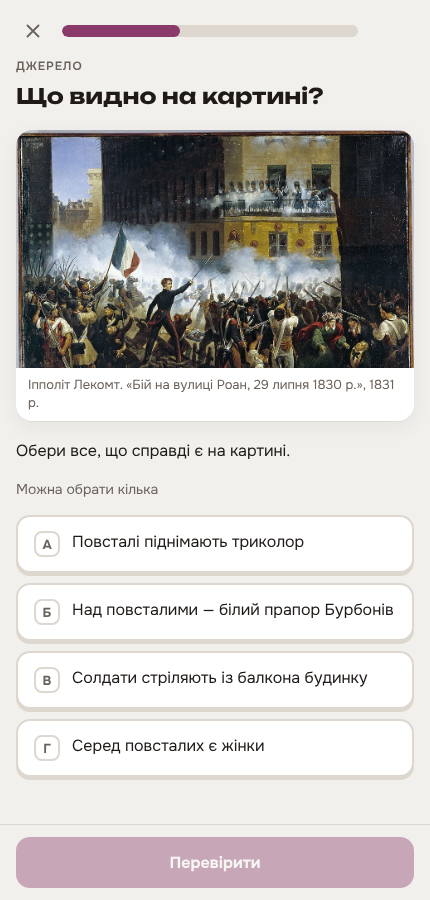 ДЖЕРЕЛО
Що видно на картині?
Іпполіт Лекомт. «Бій на вулиці Роан, 29 липня 1830 р.», 1831
р.
Обери все, що справді є на картині.
Можна обрати кілька
А Повсталі піднімають триколор
Б Над повсталими — білий прапор Бурбонів
В Солдати стріляють із балкона будинку
Г Серед повсталих є жінки
Перевірити